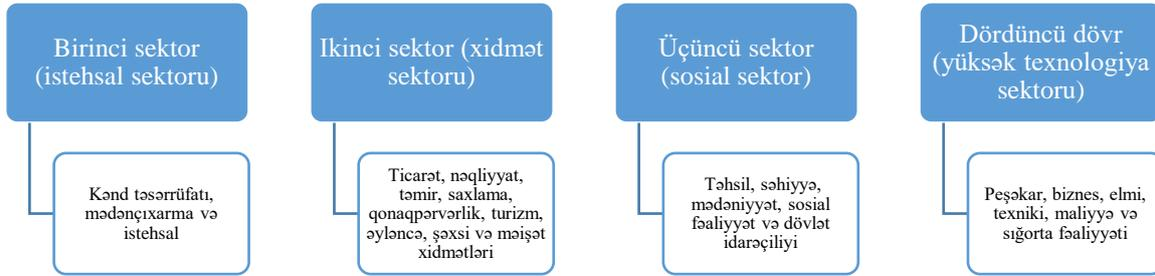 Birinci sektor
(istehsal sektoru)
Kənd təsərrüfatı,
mədənçıxarma və
istehsal
Ikinci sektor (xidmət
sektoru)
Ticarət, nəqliyyat,
təmir, saxlama,
qonaqpərvərlik, turizm,
əyləncə, şəxsi və məişət
xidmətləri
Üçüncü sektor
(sosial sektor)
Təhsil, səhiyyə,
mədəniyyət, sosial
fəaliyyət və dövlət
idarəçiliyi
Dördüncü dövr
(yüksək texnologiya
sektoru)
Peşəkar, biznes, elmi,
texniki, maliyyə və
sığorta fəaliyyəti